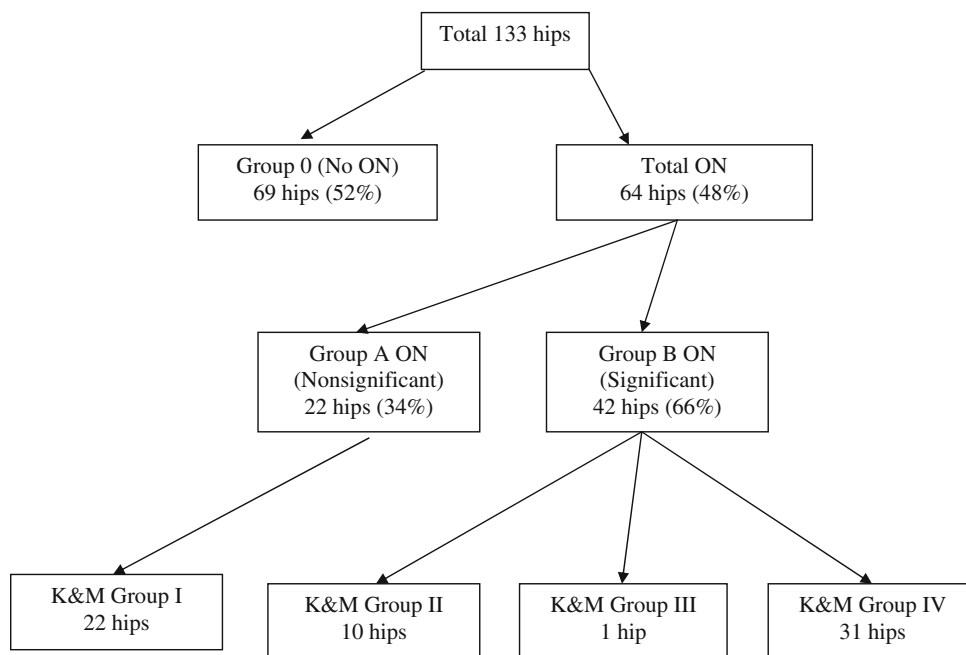 Total 133 hips
Group 0 (No ON)
69 hips (52%)
Total ON
64 hips (48%)
Group A ON
(Nonsignificant)
22 hips (34%)
Group B ON
(Significant)
42 hips (66%)
K&M Group I
22 hips
K&M Group II
10 hips
K&M Group III
1 hip
K&M Group IV
31 hips